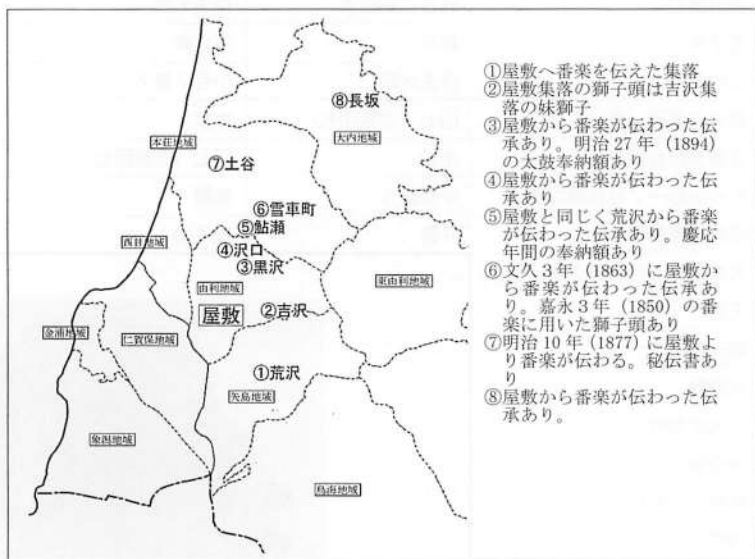 ⑧長坂
大内地域
本荘地域
⑦土谷
⑥雪車町
⑤鮎瀬
西目地域
④沢口
③黒沢
東由利地域
由利地域
屋敷
②吉沢
金浦地域
仁賀保地域
①荒沢
矢島地域
象潟地域
鳥海地域
①屋敷へ番楽を伝えた集落
②屋敷集落の獅子頭は吉沢集
落の妹獅子
③屋敷から番楽が伝わった伝
承あり。明治 27 年（1894）
の太鼓奉納額あり
④屋敷から番楽が伝わった伝
承あり
⑤屋敷と同じく荒沢から番楽
が伝わった伝承あり。慶応
年間の奉納額あり
⑥文久３年（1863）に屋敷か
ら番楽が伝わった伝承あ
り。嘉永３年（1850）の番
楽に用いた獅子頭あり
⑦明治 10 年（1877）に屋敷よ
り番楽が伝わる。秘伝書あ
り
⑧屋敷から番楽が伝わった伝
承あり。